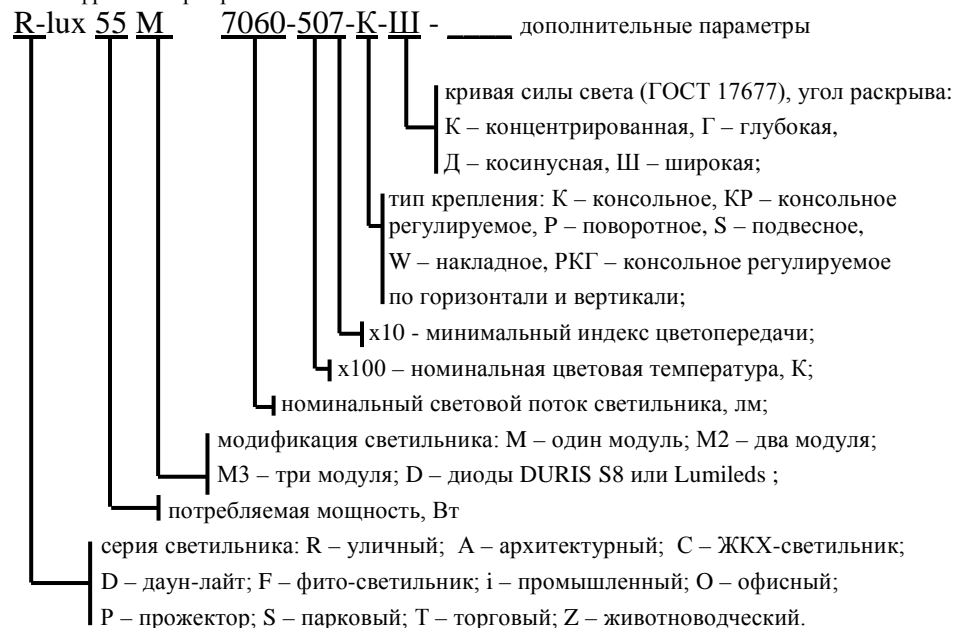 R-lux 55 М 7060-507-К-Ш - ____ дополнительные параметры
кривая силы света (ГОСТ 17677), угол раскрыва:
К – концентрированная, Г – глубокая,
Д – косинусная, Ш – широкая;
тип крепления: К – консольное, КР – консольное
регулируемое, Р – поворотное, S – подвесное,
W – накладное, РКГ – консольное регулируемое
по горизонтали и вертикали;
х10 - минимальный индекс цветопередачи;
х100 – номинальная цветовая температура, К;
номинальный световой поток светильника, лм;
модификация светильника: М – один модуль; М2 – два модуля;
М3 – три модуля; D – диоды DURIS S8 или Lumileds ;
потребляемая мощность, Вт
серия светильника: R – уличный; А – архитектурный; С – ЖКХ-светильник;
D – даун-лайт; F – фито-светильник; i – промышленный; О – офисный;
Р – прожектор; S – парковый; Т – торговый; Z – животноводческий.